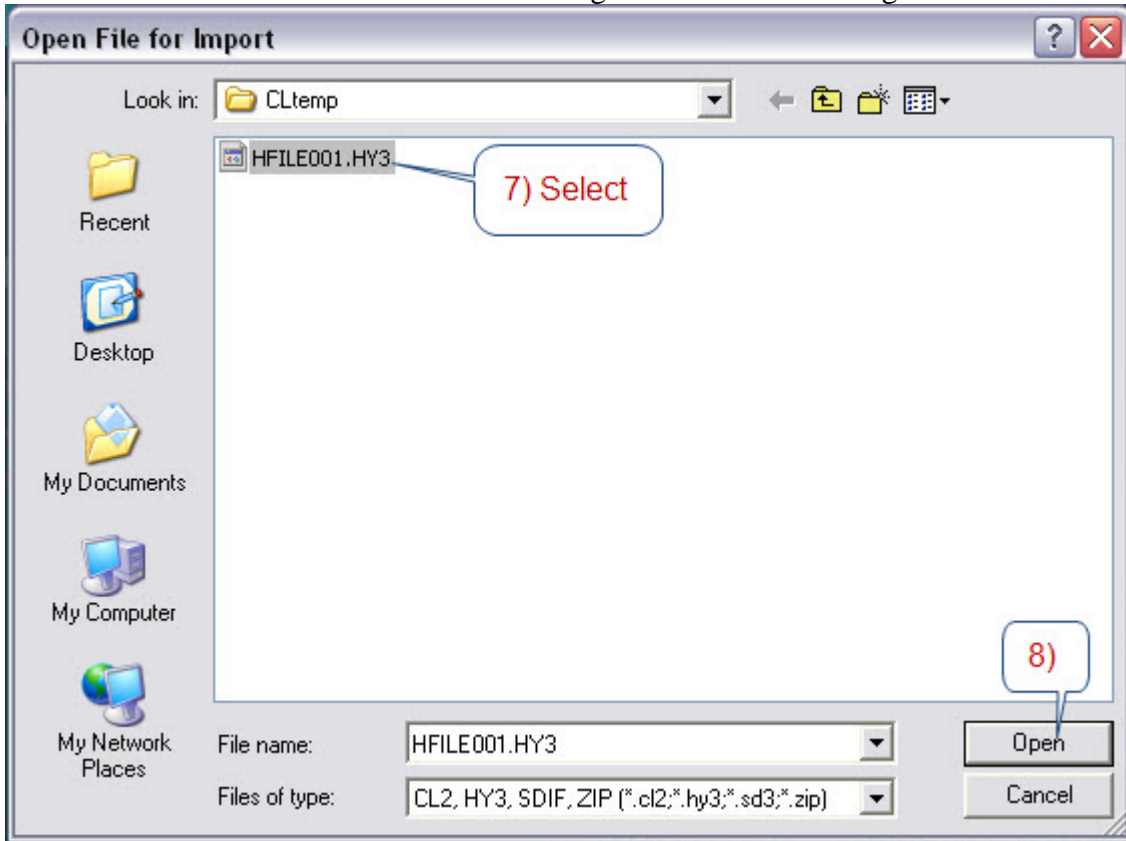 Open File for Import
Look in: CLtemp
HFILE001.HY3
7) Select
Recent
Desktop
My Documents
My Computer
My Network
Places
8)
File name: HFILE001.HY3 Open
Files of type: CL2, HY3, SDIF, ZIP (*.cl2;*.hy3;*.sd3;*.zip) Cancel